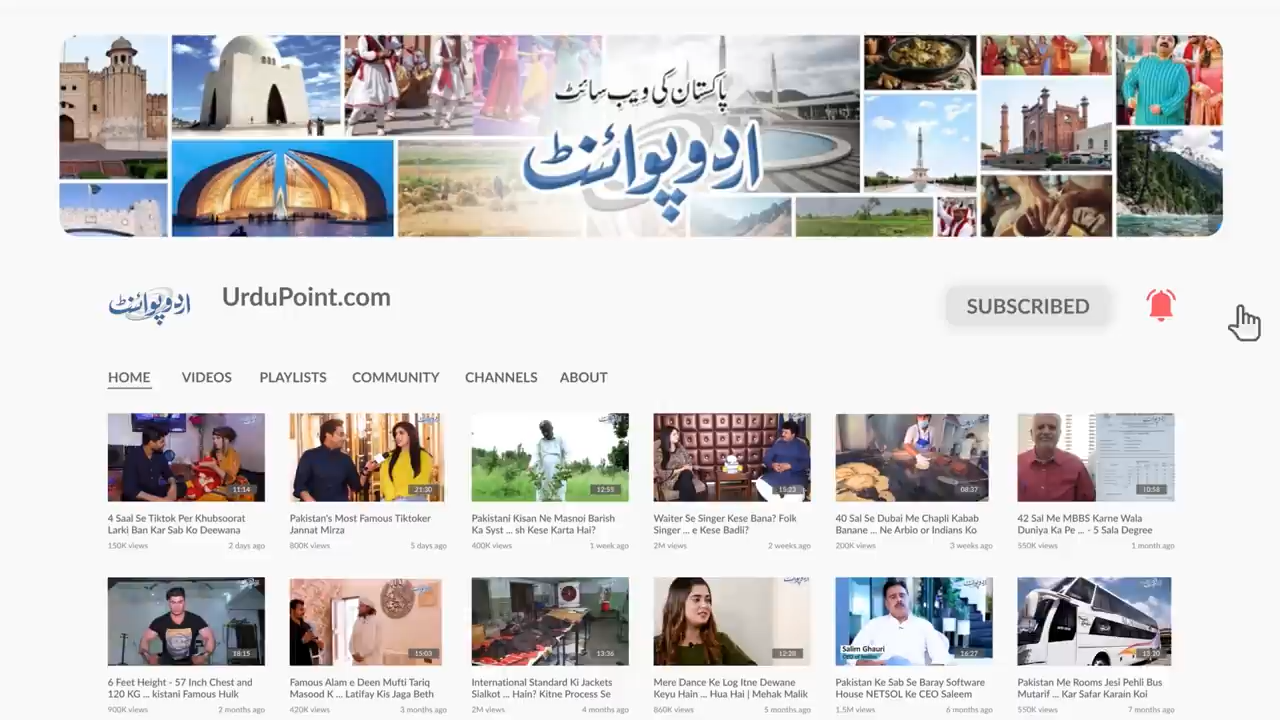 پاکستان کی ویب سائٹ
اردوپوائنٹ
اردوپوائنٹ
UrduPoint.com
SUBSCRIBED
HOME VIDEOS PLAYLISTS COMMUNITY CHANNELS ABOUT
11:14
21:30
12:55
15:23
08:37
10:56
4 Saal Se Tiktok Per Khubsoorat
Larki Ban Kar Sab Ko Deewana
150K views 2 days ago
Pakistan's Most Famous Tiktoker
Jannat Mirza
800K views 5 days ago
Pakistani Kisan Ne Masnoi Barish
Ka Syst ... sh Kese Karta Hai?
400K views 1 week ago
Waiter Se Singer Kese Bana? Folk
Singer ... e Kese Badli?
2M views 2 weeks ago
40 Sal Se Dubai Me Chapli Kabab
Banane ... Ne Arbio or Indians Ko
200K views 3 weeks ago
42 Sal Me MBBS Karne Wala
Duniya Ka Pe ... - 5 Sala Degree
550K views 1 month ago
18:15
15:03
13:36
12:28
Salim Ghauri
16:27
13:20
6 Feet Height - 57 Inch Chest and
120 KG ... kistani Famous Hulk
900K views 2 months ago
Famous Alam e Deen Mufti Tariq
Masood K ... Latifay Kis Jaga Beth
420K views 3 months ago
International Standard Ki Jackets
Sialkot ... Hain? Kitne Process Se
2M views 4 months ago
Mere Dance Ke Log Itne Dewane
Keyu Hain ... Hua Hai | Mehak Malik
860K views 5 months ago
Pakistan Ke Sab Se Baray Software
House NETSOL Ke CEO Saleem
1.5M views 6 months ago
Pakistan Me Rooms Jesi Pehli Bus
Mutarif ... Kar Safar Karain Koi
550K views 7 months ago